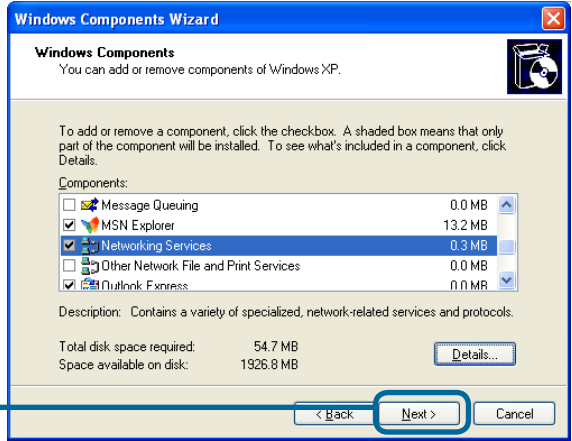 Windows Components Wizard
Windows Components
You can add or remove components of Windows XP.
To add or remove a component, click the checkbox. A shaded box means that only
part of the component will be installed. To see what's included in a component, click
Details.
Components:
Message Queuing 0.0 MB
MSN Explorer 13.2 MB
Networking Services 0.3 MB
Other Network File and Print Services 0.0 MB
Outlook Express 0.0 MB
Description: Contains a variety of specialized, network-related services and protocols.
Total disk space required: 54.7 MB
Space available on disk: 1926.8 MB
Details...
< Back Next > Cancel